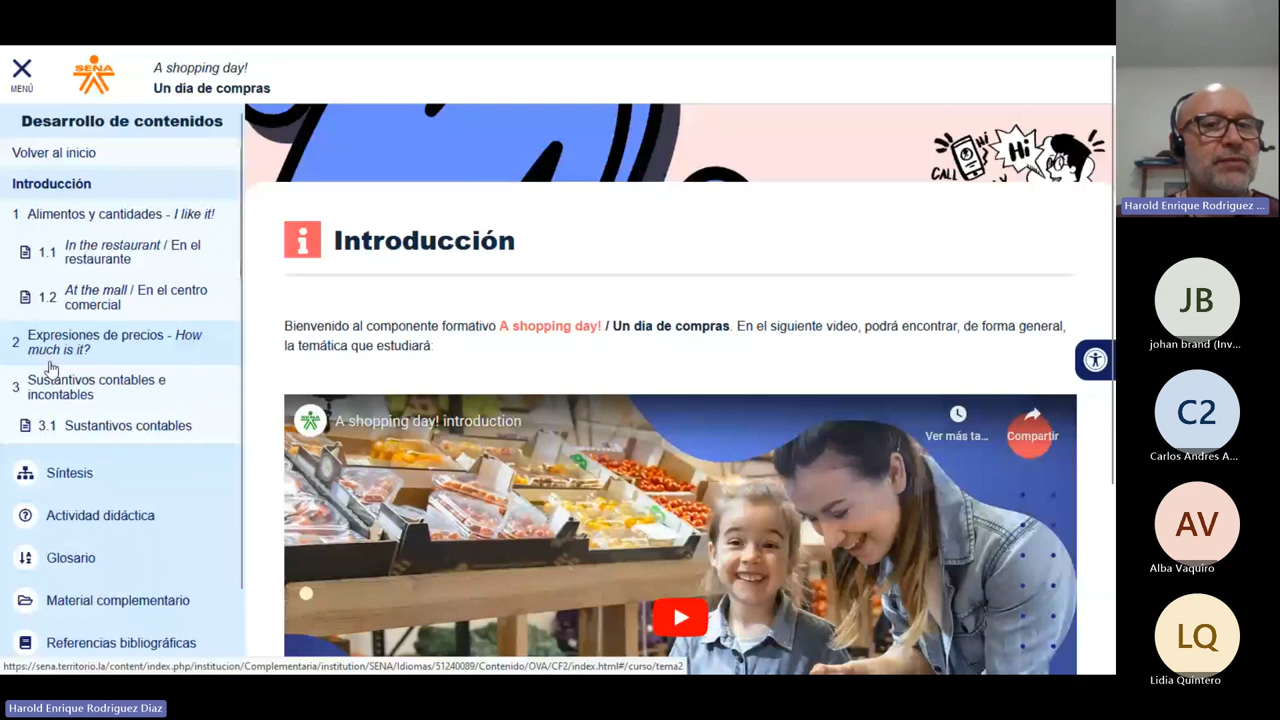 MENÚ
SENA
A shopping day!
Un dia de compras
Desarrollo de contenidos
Volver al inicio
Introducción
1 Alimentos y cantidades - I like it!
1.1 In the restaurant / En el
restaurante
1.2 At the mall / En el centro
comercial
2 Expresiones de precios - How
much is it?
3 Sustantivos contables e
incontables
3.1 Sustantivos contables
Síntesis
Actividad didáctica
Glosario
Material complementario
Referencias bibliográficas
https://sena.territorio.la/content/index.php/institucion/Complementaria/institution/SENA/Idiomas/51240089/Contenido/OVA/CF2/index.html#/curso/tema2
Hi
Hi
CALL
i Introducción
Bienvenido al componente formativo A shopping day! / Un dia de compras. En el siguiente video, podrá encontrar, de forma general,
la temática que estudiará:
A shopping day! introduction
Ver más ta...
Compartir
Harold Enrique Rodriguez ...
JB
johan brand (Inv...
C2
Carlos Andres A...
AV
Alba Vaquiro
LQ
Lidia Quintero
Harold Enrique Rodriguez Diaz